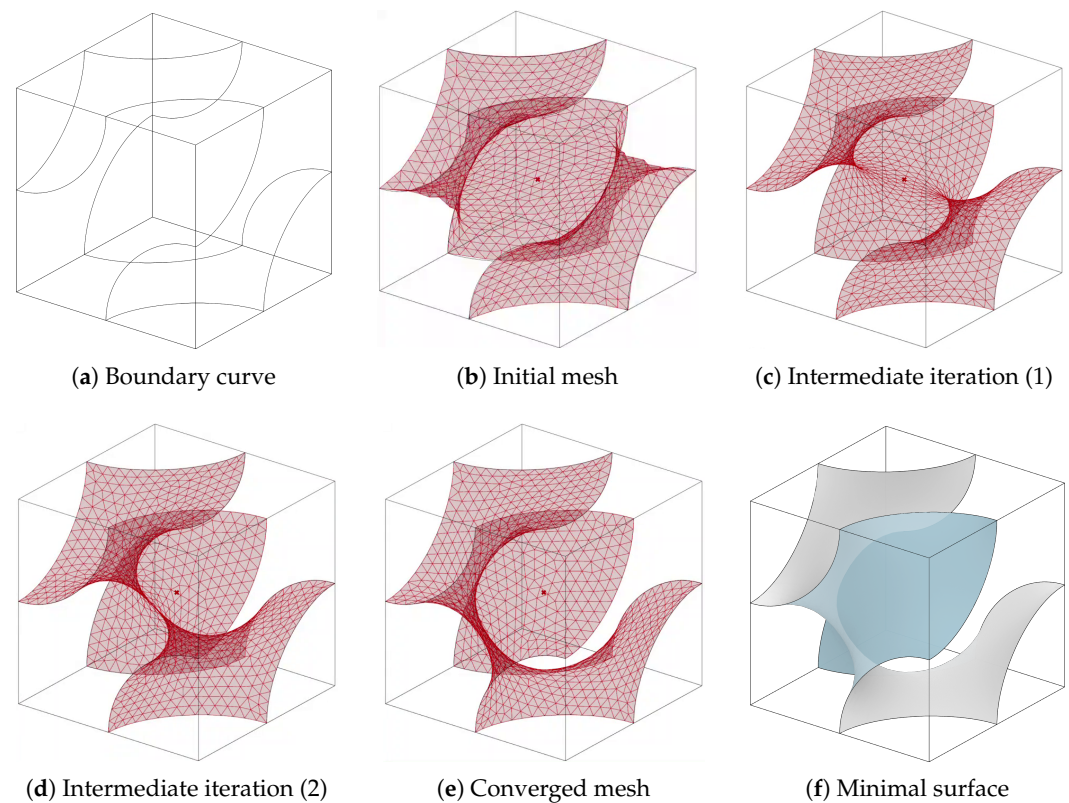 (a) Boundary curve
(b) Initial mesh
(c) Intermediate iteration (1)
(d) Intermediate iteration (2)
(e) Converged mesh
(f) Minimal surface